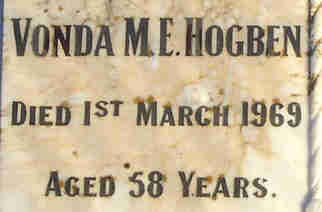 VONDA M.E. HOGBEN
DIED 1ST MARCH 1969
AGED 58 YEARS.